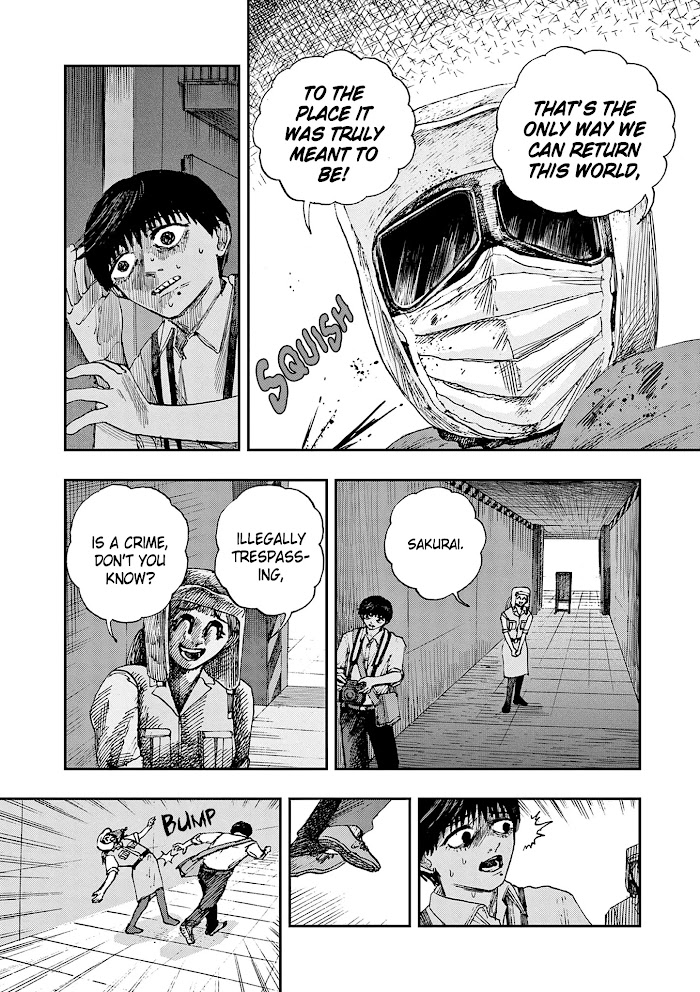 THAT'S THE
ONLY WAY WE
CAN RETURN
THIS WORLD,
TO THE
PLACE IT
WAS TRULY
MEANT TO
BE!
SQUISH
SAKURAI.
ILLEGALLY
TRESPASS-
ING,
IS A CRIME,
DON'T YOU
KNOW?
BUMP